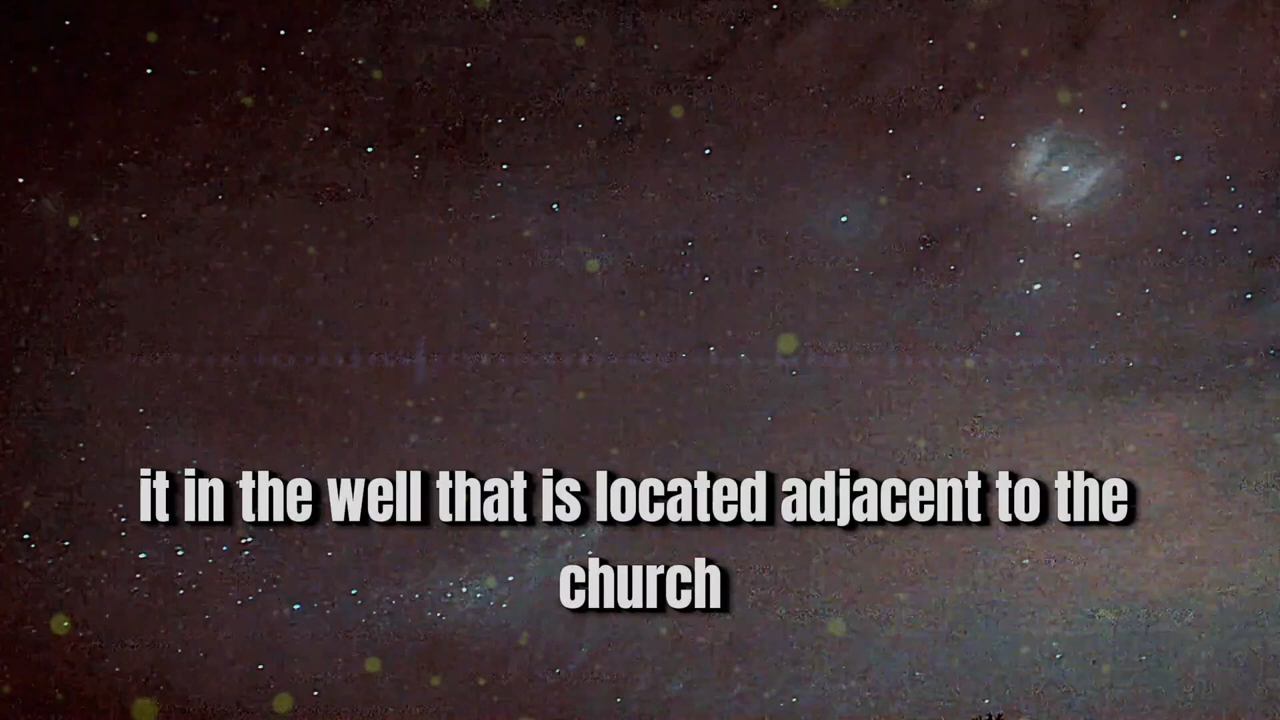 it in the well that is located adjacent to the
church